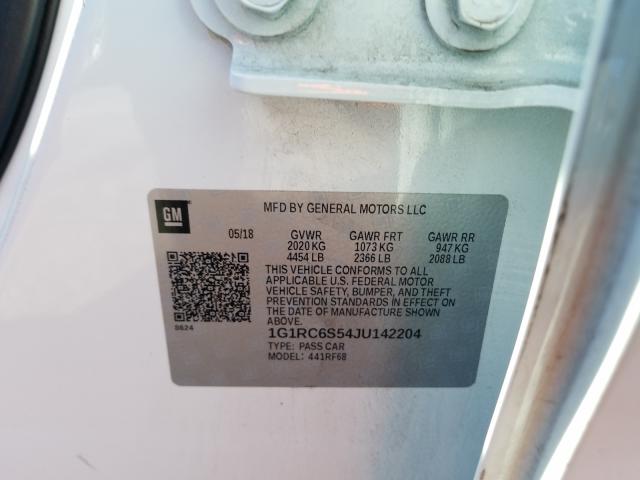 GM
MFD BY GENERAL MOTORS LLC
05/18 GVWR GAWR FRT GAWR RR
2020 KG 1073 KG 947 KG
4454 LB 2366 LB 2088 LB
THIS VEHICLE CONFORMS TO ALL
APPLICABLE U.S. FEDERAL MOTOR
VEHICLE SAFETY, BUMPER, AND THEFT
PREVENTION STANDARDS IN EFFECT ON
THE DATE OF MANUFACTURE SHOWN
ABOVE.
8624
1G1RC6S54JU142204
TYPE: PASS CAR
MODEL: 441RF68